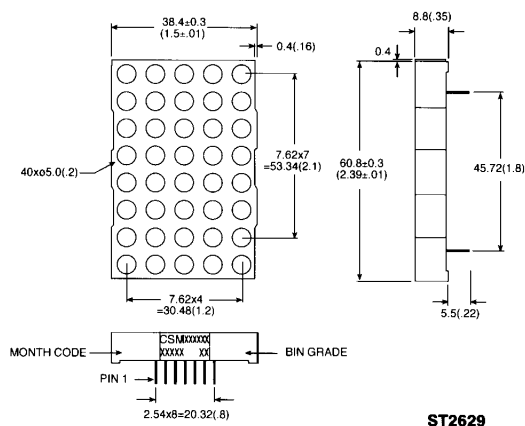 38.4±0.3
(1.5±.01)
0.4(.16)
8.8(.35)
0.4
40xø5.0(.2)
7.62x7
=53.34(2.1)
60.8±0.3
(2.39±.01)
45.72(1.8)
7.62x4
=30.48(1.2)
5.5(.22)
MONTH CODE
CSMXXXXXX
XXXXX XX
BIN GRADE
PIN 1
2.54x8=20.32(.8)
ST2629